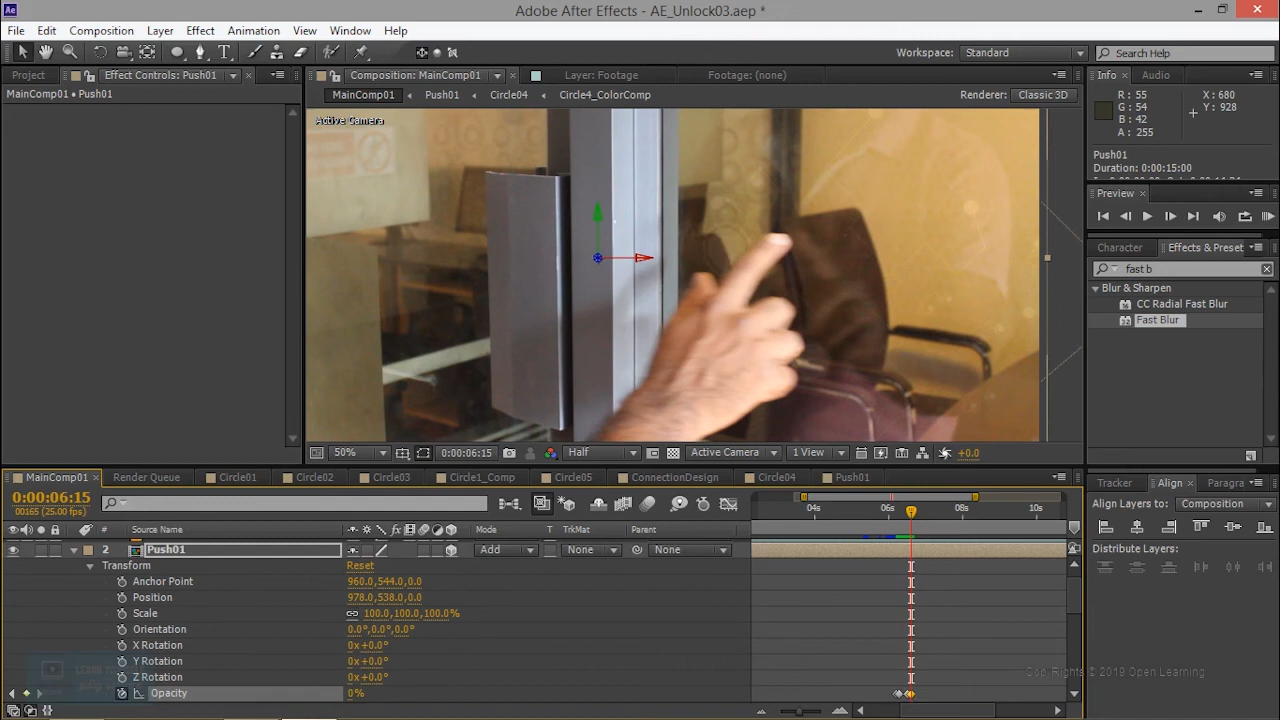 Adobe After Effects - AE_Unlock03.aep *
File Edit Composition Layer Effect Animation View Window Help
Workspace: Standard Search Help
Project Effect Controls: Push01 Composition: MainComp01 Layer: Footage Footage: (none) Info Audio
MainComp01 • Push01
MainComp01 Push01 Circle04 Circle4_ColorComp Renderer: Classic 3D
Active Camera
R: 55 X: 680
G: 54 Y: 928
B: 42
A: 255
Push01
Duration: 0:00:15:00
Preview
Character Effects & Preset
fast b
Blur & Sharpen
CC Radial Fast Blur
Fast Blur
50% 0:00:06:15 Half Active Camera 1 View +0.0
MainComp01 Render Queue Circle01 Circle02 Circle03 Circle1_Comp Circle05 ConnectionDesign Circle04 Push01
Tracker Align Paragra
0:00:06:15
00165 (25.00 fps)
04s 06s 08s 10s
Align Layers to: Composition
Source Name Mode T TrkMat Parent
2 Push01 Add None None
Distribute Layers:
Transform Reset
Anchor Point 960.0,544.0,0.0
Position 978.0,538.0,0.0
Scale 100.0,100.0,100.0%
Orientation 0.0°,0.0°,0.0°
X Rotation 0x+0.0°
Y Rotation 0x+0.0°
Z Rotation 0x+0.0°
Opacity 0%
Cop Rights © 2019 Open Learning